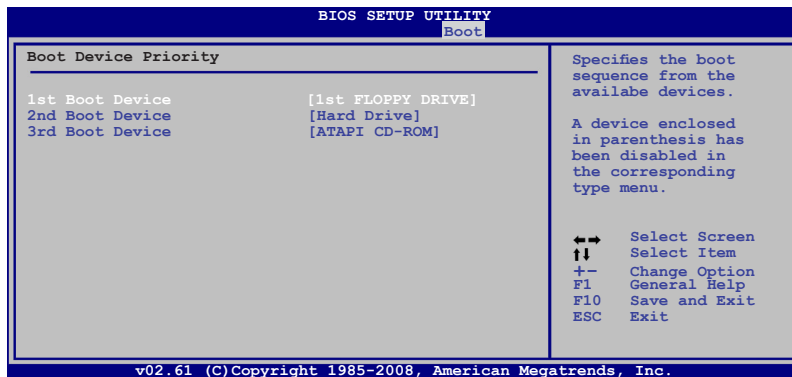 BIOS SETUP UTILITY
Boot
Boot Device Priority
1st Boot Device [1st FLOPPY DRIVE]
2nd Boot Device [Hard Drive]
3rd Boot Device [ATAPI CD-ROM]
Specifies the boot
sequence from the
availabe devices.
A device enclosed
in parenthesis has
been disabled in
the corresponding
type menu.
←→ Select Screen
↑↓ Select Item
+- Change Option
F1 General Help
F10 Save and Exit
ESC Exit
v02.61 (C)Copyright 1985-2008, American Megatrends, Inc.